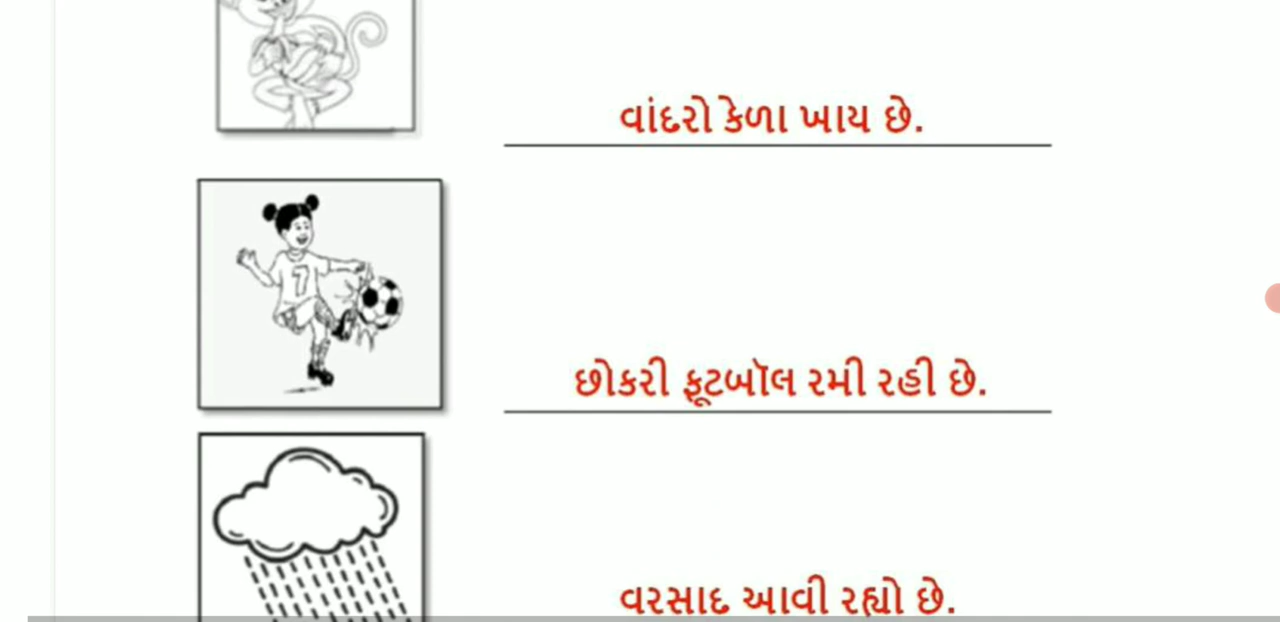 વાંદરો કેળા ખાય છે.
7
છોકરી ફૂટબૉલ રમી રહી છે.
વરસાદ આવી રહ્યો છે.